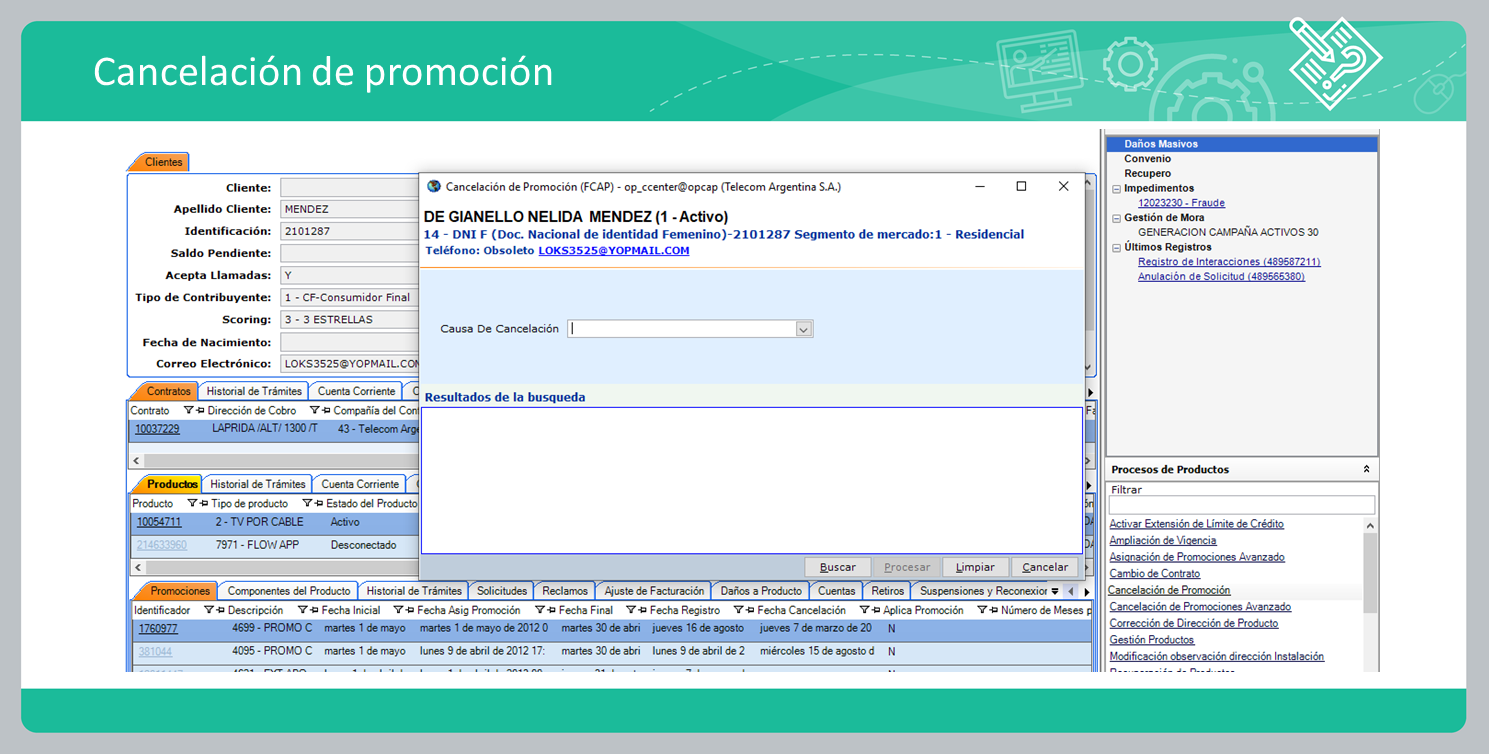 Cancelación de promoción
Clientes
Cliente:
Apellido Cliente: MENDEZ
Identificación: 2101287
Saldo Pendiente:
Acepta Llamadas: Y
Tipo de Contribuyente: 1 - CF-Consumidor Final
Scoring: 3 - 3 ESTRELLAS
Fecha de Nacimiento:
Correo Electrónico: LOKS3525@YOPMAIL.CO
Contratos Historial de Trámites Cuenta Corriente
Contrato Dirección de Cobro Compañía del Con
10037229 LAPRIDA /ALT/ 1300 /T 43 - Telecom Arge
Productos Historial de Trámites Cuenta Corriente
Producto Tipo de producto Estado del Producto
10054711 2 - TV POR CABLE Activo
214633960 7971 - FLOW APP Desconectado
Cancelación de Promoción (FCAP) - op_ccenter@opcap (Telecom Argentina S.A.)
DE GIANELLO NELIDA MENDEZ (1 - Activo)
14 - DNI F (Doc. Nacional de identidad Femenino)-2101287 Segmento de mercado:1 - Residencial
Teléfono: Obsoleto LOKS3525@YOPMAIL.COM
Causa De Cancelación
Resultados de la busqueda
Buscar Procesar Limpiar Cancelar
Promociones Componentes del Producto Historial de Trámites Solicitudes Reclamos Ajuste de Facturación Daños a Producto Cuentas Retiros Suspensiones y Reconexior
Identificador Descripción Fecha Inicial Fecha Asig Promoción Fecha Final Fecha Registro Fecha Cancelación Aplica Promoción Número de Meses p
1760977 4699 - PROMO C martes 1 de mayo martes 1 de mayo de 2012 0 martes 30 de abri jueves 16 de agosto jueves 7 de marzo de 20 N
381044 4095 - PROMO C martes 1 de mayo lunes 9 de abril de 2012 17: martes 30 de abri lunes 9 de abril de 2 miércoles 15 de agosto d N
Daños Masivos
Convenio
Recupero
Impedimentos
12023230 - Fraude
Gestión de Mora
GENERACION CAMPAÑA ACTIVOS 30
Últimos Registros
Registro de Interacciones (489587211)
Anulación de Solicitud (489565380)
Procesos de Productos
Filtrar
Activar Extensión de Límite de Crédito
Ampliación de Vigencia
Asignación de Promociones Avanzado
Cambio de Contrato
Cancelación de Promoción
Cancelación de Promociones Avanzado
Corrección de Dirección de Producto
Gestión Productos
Modificación observación dirección Instalación